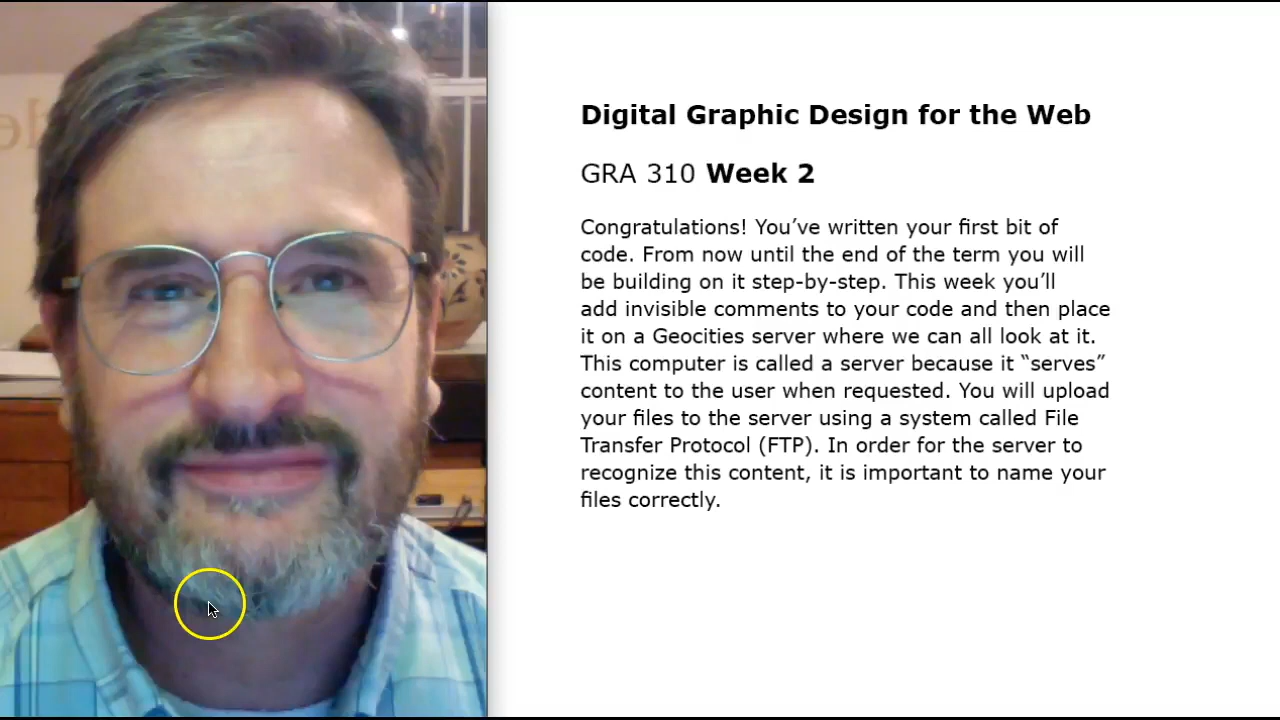 Digital Graphic Design for the Web
GRA 310 Week 2
Congratulations! You’ve written your first bit of
code. From now until the end of the term you will
be building on it step-by-step. This week you’ll
add invisible comments to your code and then place
it on a Geocities server where we can all look at it.
This computer is called a server because it “serves”
content to the user when requested. You will upload
your files to the server using a system called File
Transfer Protocol (FTP). In order for the server to
recognize this content, it is important to name your
files correctly.